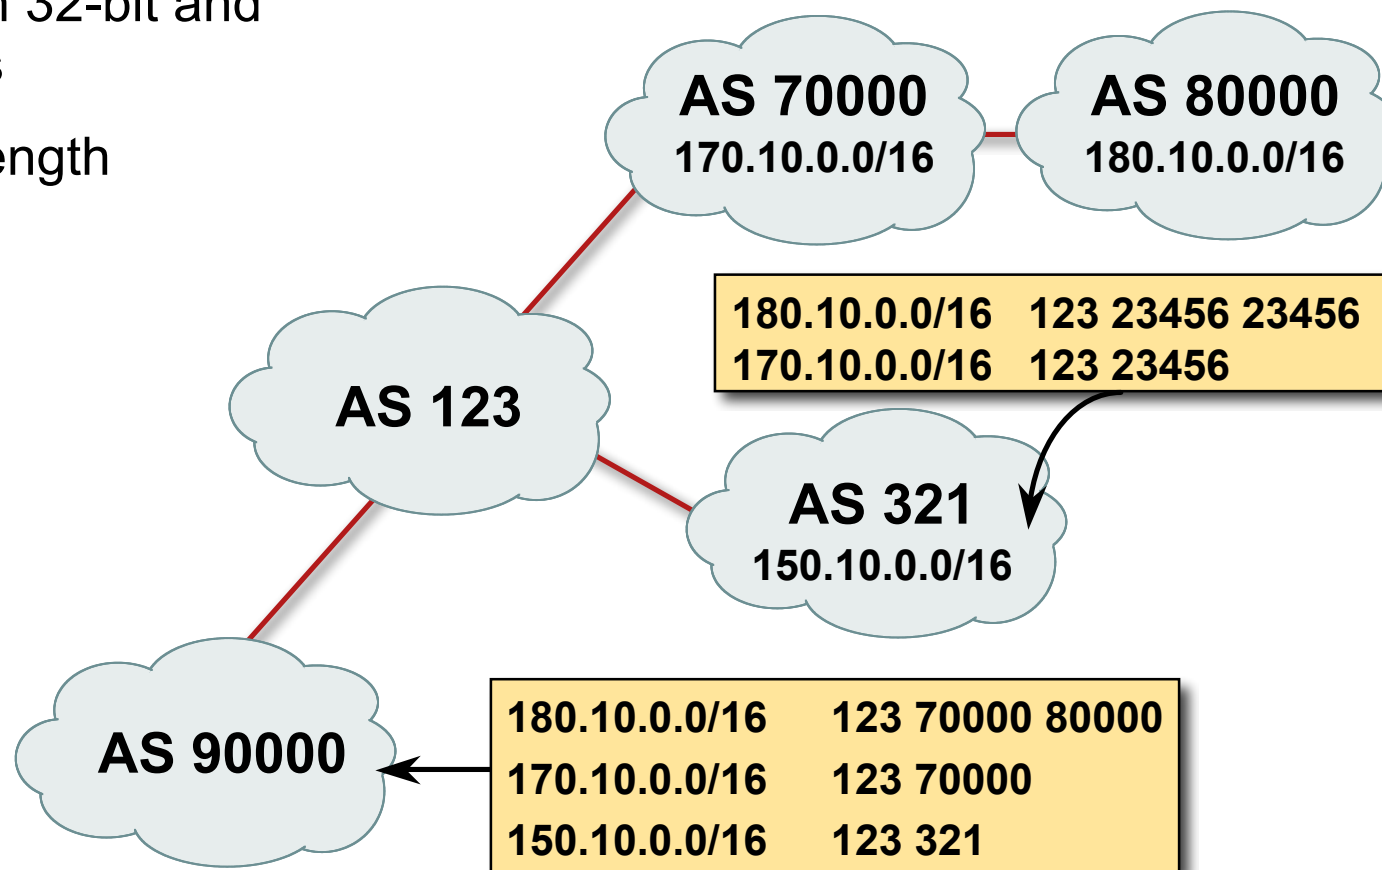 32-bit and
ength
AS 70000
170.10.0.0/16
AS 80000
180.10.0.0/16
180.10.0.0/16 123 23456 23456
170.10.0.0/16 123 23456
AS 123
AS 321
150.10.0.0/16
AS 90000
180.10.0.0/16 123 70000 80000
170.10.0.0/16 123 70000
150.10.0.0/16 123 321